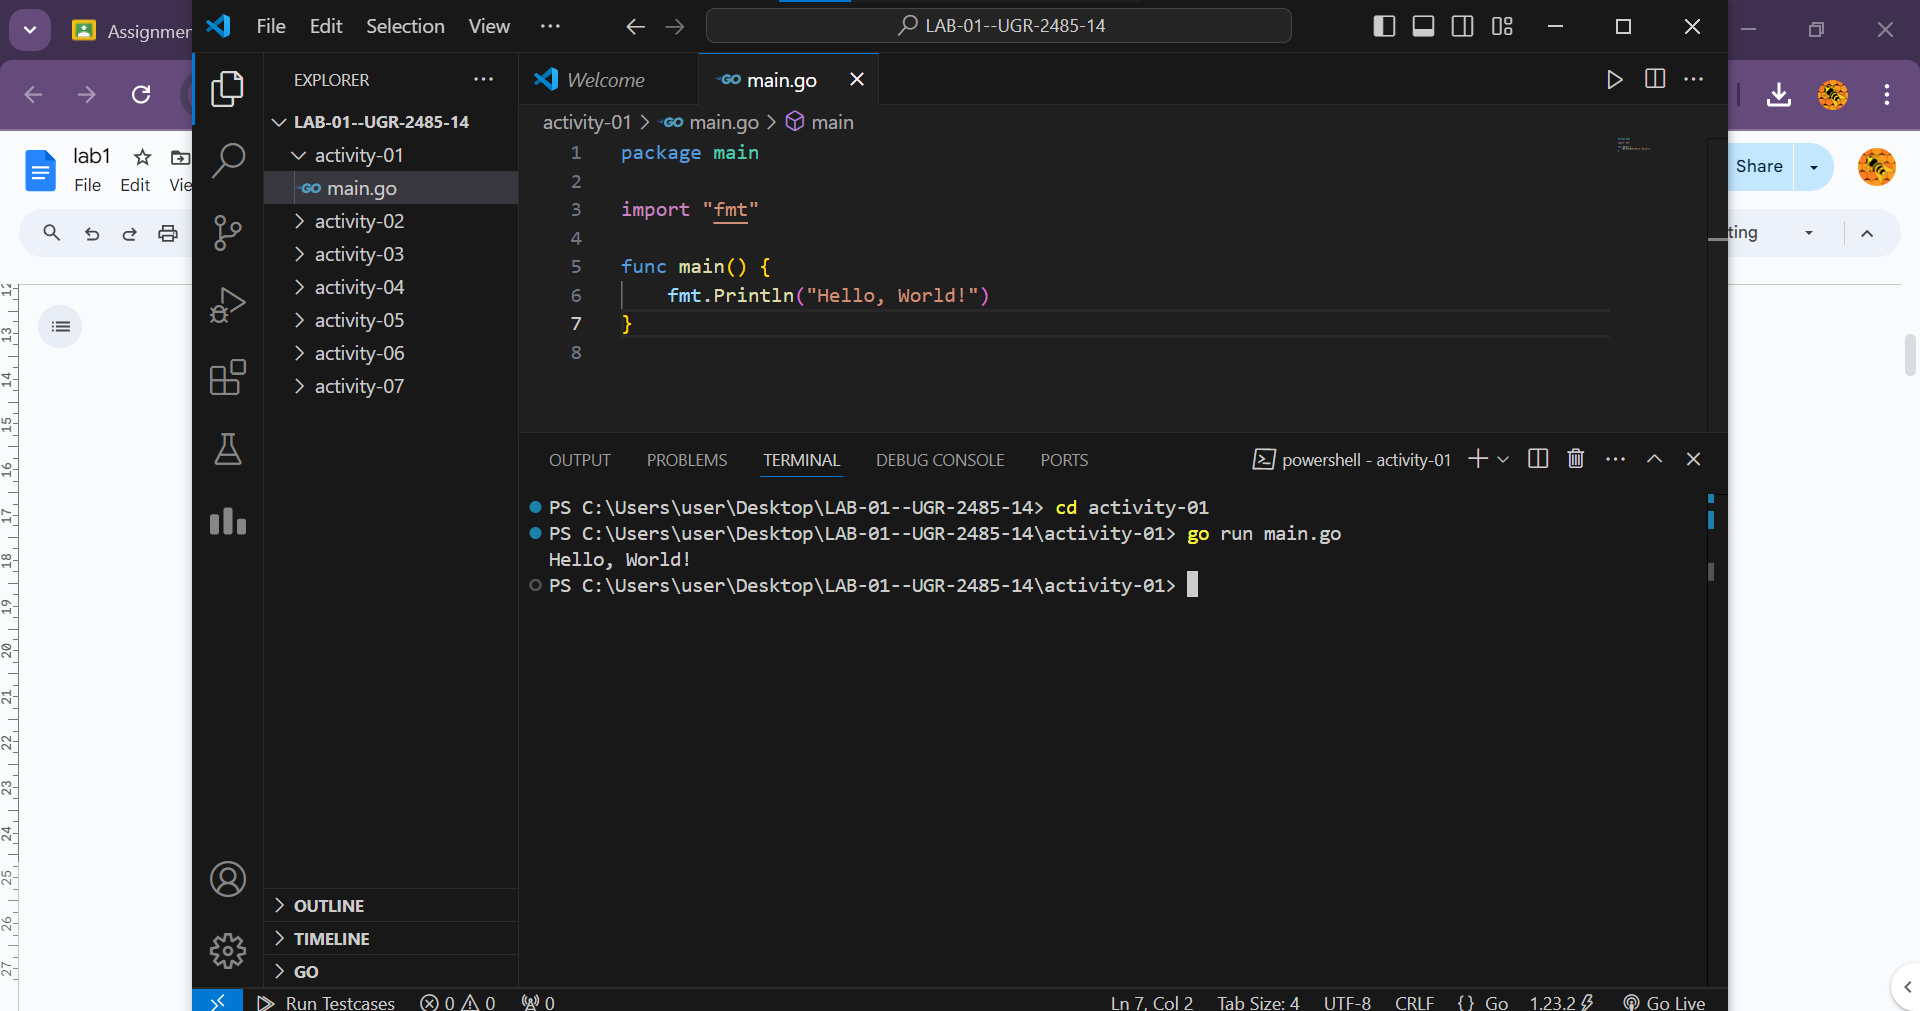 Assignmen
File Edit Selection View ···
LAB-01--UGR-2485-14
lab1
File Edit Vie
Share
ting
12 13 14 15 16 17 18 19 20 21 22 23 24 25 26 27
EXPLORER
LAB-01--UGR-2485-14
activity-01
GO main.go
activity-02
activity-03
activity-04
activity-05
activity-06
activity-07
OUTLINE
TIMELINE
GO
Welcome
GO main.go
activity-01 > GO main.go > main
1 package main
2
3 import "fmt"
4
5 func main() {
6 fmt.Println("Hello, World!")
7 }
8
OUTPUT PROBLEMS TERMINAL DEBUG CONSOLE PORTS
powershell - activity-01
PS C:\Users\user\Desktop\LAB-01--UGR-2485-14> cd activity-01
PS C:\Users\user\Desktop\LAB-01--UGR-2485-14\activity-01> go run main.go
Hello, World!
PS C:\Users\user\Desktop\LAB-01--UGR-2485-14\activity-01>
Run Testcases 0 0 0
Ln 7, Col 2 Tab Size: 4 UTF-8 CRLF {} Go 1.23.2 Go Live